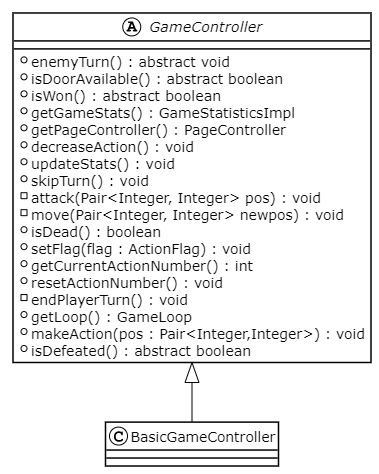 A GameController
enemyTurn() : abstract void
isDoorAvailable() : abstract boolean
isWon() : abstract boolean
getGameStats() : GameStatisticsImpl
getPageController() : PageController
decreaseAction() : void
updateStats() : void
skipTurn() : void
attack(Pair<Integer, Integer> pos) : void
move(Pair<Integer, Integer> newpos) : void
isDead() : boolean
setFlag(flag : ActionFlag) : void
getCurrentActionNumber() : int
resetActionNumber() : void
endPlayerTurn() : void
getLoop() : GameLoop
makeAction(pos : Pair<Integer,Integer>) : void
isDefeated() : abstract boolean
C BasicGameController